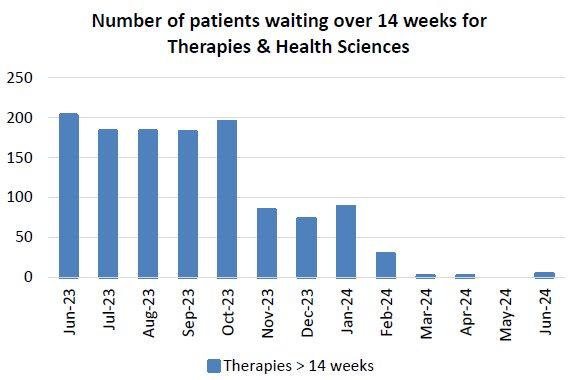 Number of patients waiting over 14 weeks for
Therapies & Health Sciences
250
200
150
100
50
0
Jun-23
Jul-23
Aug-23
Sep-23
Oct-23
Nov-23
Dec-23
Jan-24
Feb-24
Mar-24
Apr-24
May-24
Jun-24
Therapies > 14 weeks